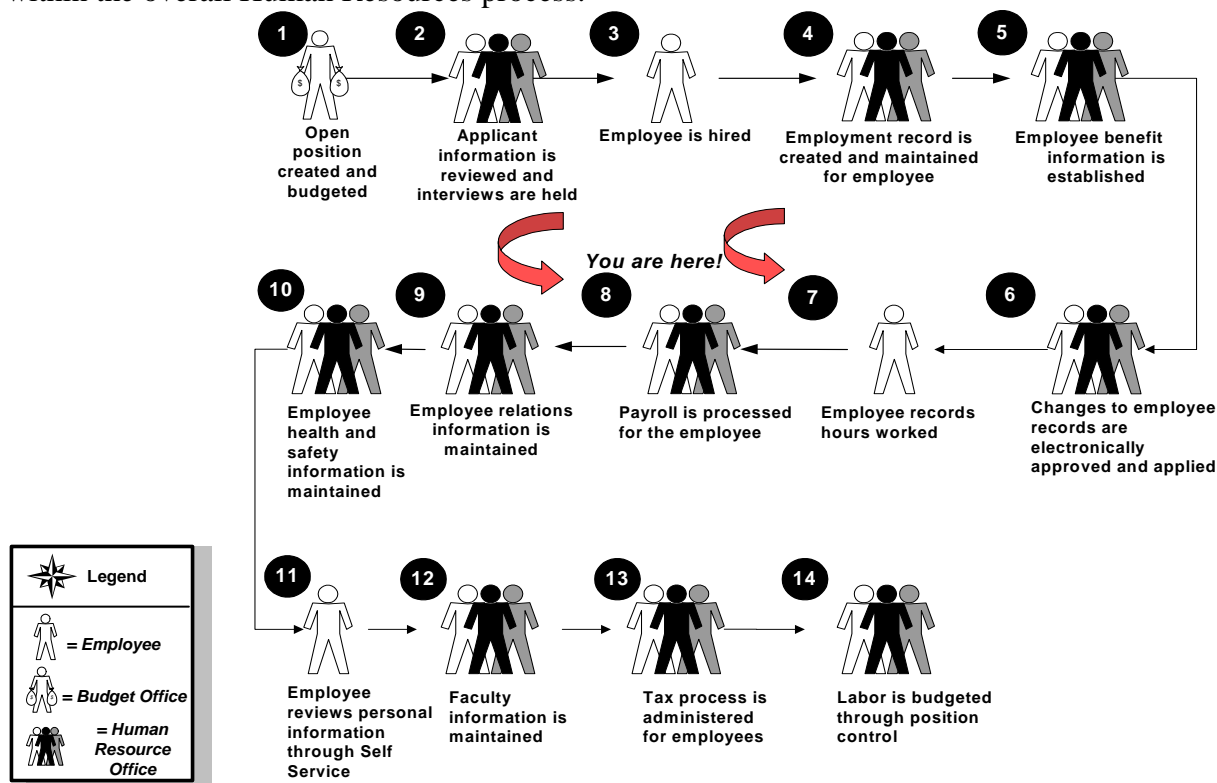 within the overall Human Resources process.
1
2
3
4
5
$ $
Open
position
created and
budgeted
Applicant
information is
reviewed and
interviews are held
Employee is hired
Employment record is
created and maintained
for employee
Employee benefit
information is
established
You are here!
10
9
8
7
6
Employee
health and
safety
information is
maintained
Employee relations
information is
maintained
Payroll is processed
for the employee
Employee records
hours worked
Changes to employee
records are
electronically
approved and applied
Legend
= Employee
= Budget Office
= Human
Resource
Office
11
12
13
14
Employee
reviews personal
information
through Self
Service
Faculty
information is
maintained
Tax process is
administered
for employees
Labor is budgeted
through position
control